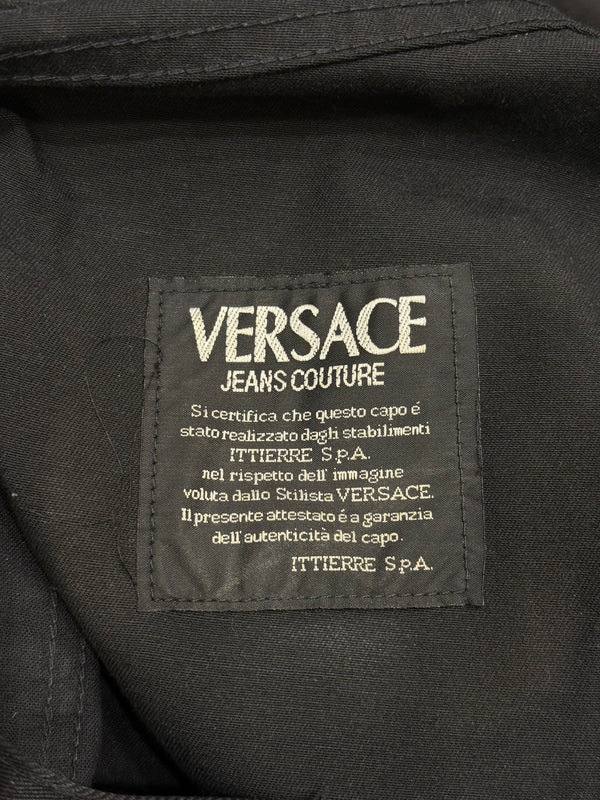 VERSACE
JEANS COUTURE
Si certifica che questo capo é
stato realizzato dagli stabilimenti
ITTIERRE S.p.A.
nel rispetto dell' immagine
voluta dallo Stilista VERSACE.
Il presente attestato é a garanzia
dell'autenticità del capo.
ITTIERRE S.p.A.